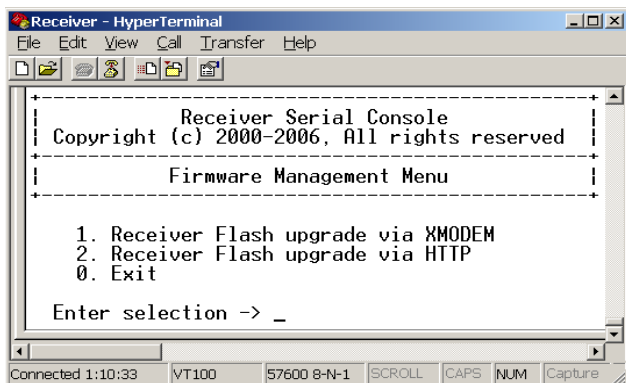 Receiver - HyperTerminal
File Edit View Call Transfer Help
Receiver Serial Console
Copyright (c) 2000-2006, All rights reserved
Firmware Management Menu
1. Receiver Flash upgrade via XMODEM
2. Receiver Flash upgrade via HTTP
0. Exit
Enter selection -> _
Connected 1:10:33 VT100 57600 8-N-1 SCROLL CAPS NUM Capture